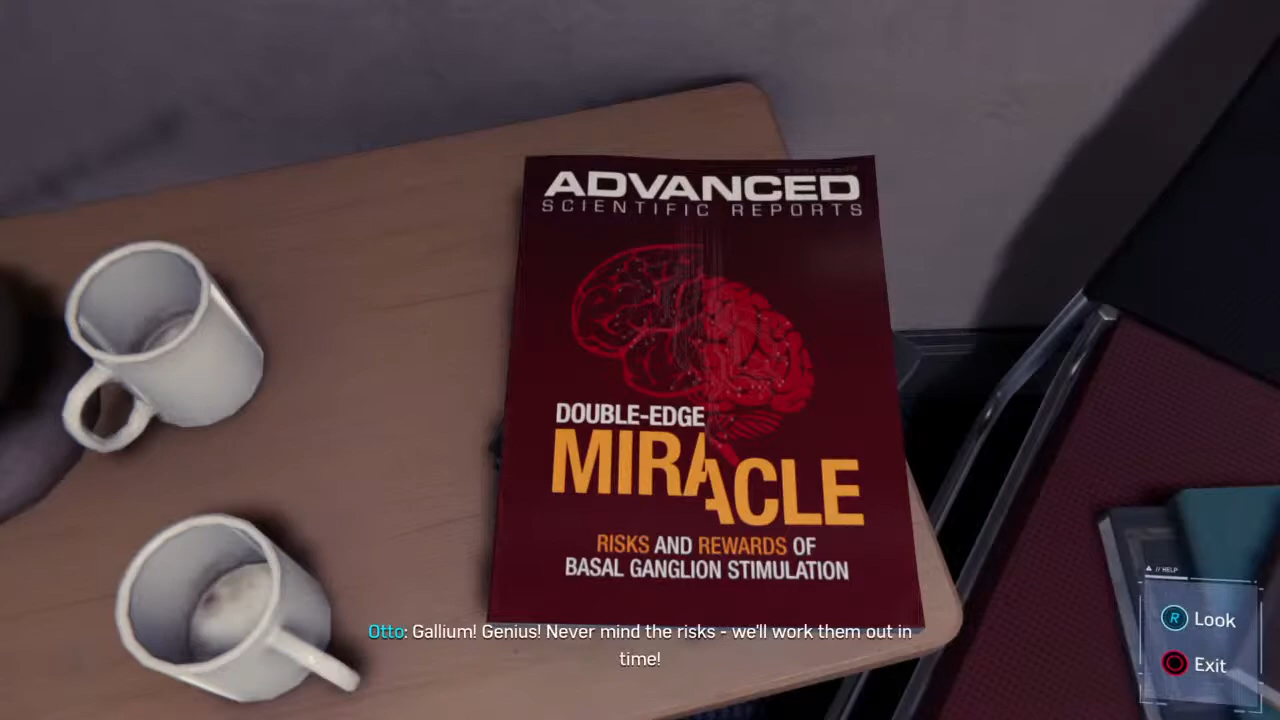 ADVANCED
SCIENTIFIC REPORTS
DOUBLE-EDGE
MIRACLE
RISKS AND REWARDS OF
BASAL GANGLION STIMULATION
Otto: Gallium! Genius! Never mind the risks - we'll work them out in
time!
// HELP
R Look
Exit